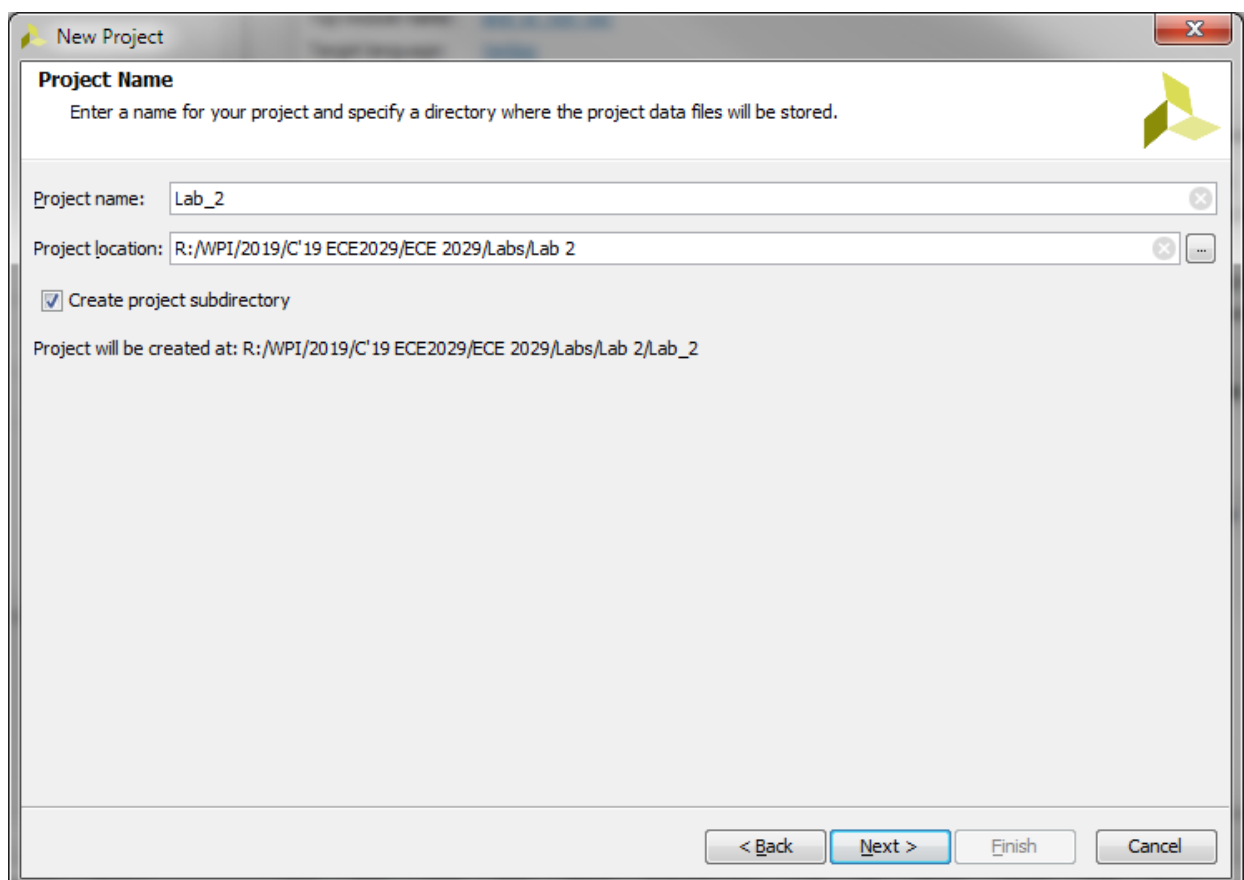 New Project
Project Name
Enter a name for your project and specify a directory where the project data files will be stored.
Project name: Lab_2
Project location: R:/WPI/2019/C'19 ECE2029/ECE 2029/Labs/Lab 2 ...
Create project subdirectory
Project will be created at: R:/WPI/2019/C'19 ECE2029/ECE 2029/Labs/Lab 2/Lab_2
< Back Next > Finish Cancel